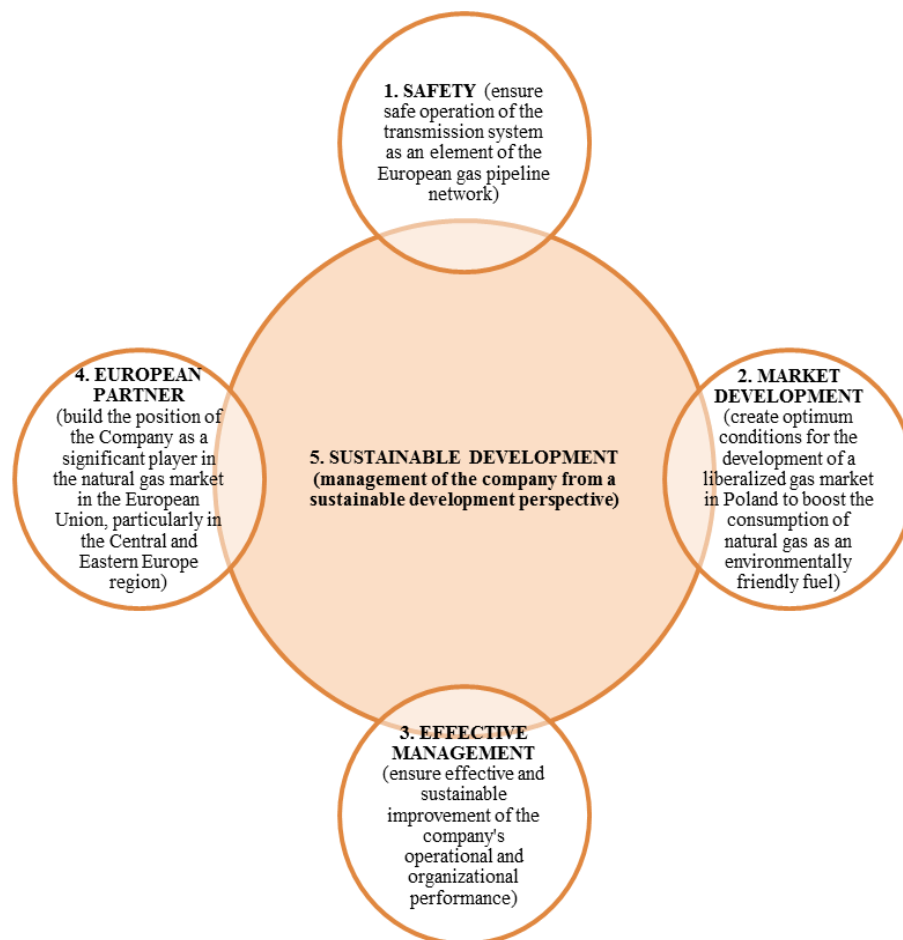 1. SAFETY (ensure
safe operation of the
transmission system
as an element of the
European gas pipeline
network)
4. EUROPEAN
PARTNER
(build the position of
the Company as a
significant player in
the natural gas market
in the European
Union, particularly in
the Central and
Eastern Europe
region)
5. SUSTAINABLE DEVELOPMENT
(management of the company from a
sustainable development perspective)
2. MARKET
DEVELOPMENT
(create optimum
conditions for the
development of a
liberalized gas market
in Poland to boost the
consumption of
natural gas as an
environmentally
friendly fuel)
3. EFFECTIVE
MANAGEMENT
(ensure effective and
sustainable
improvement of the
company's
operational and
organizational
performance)